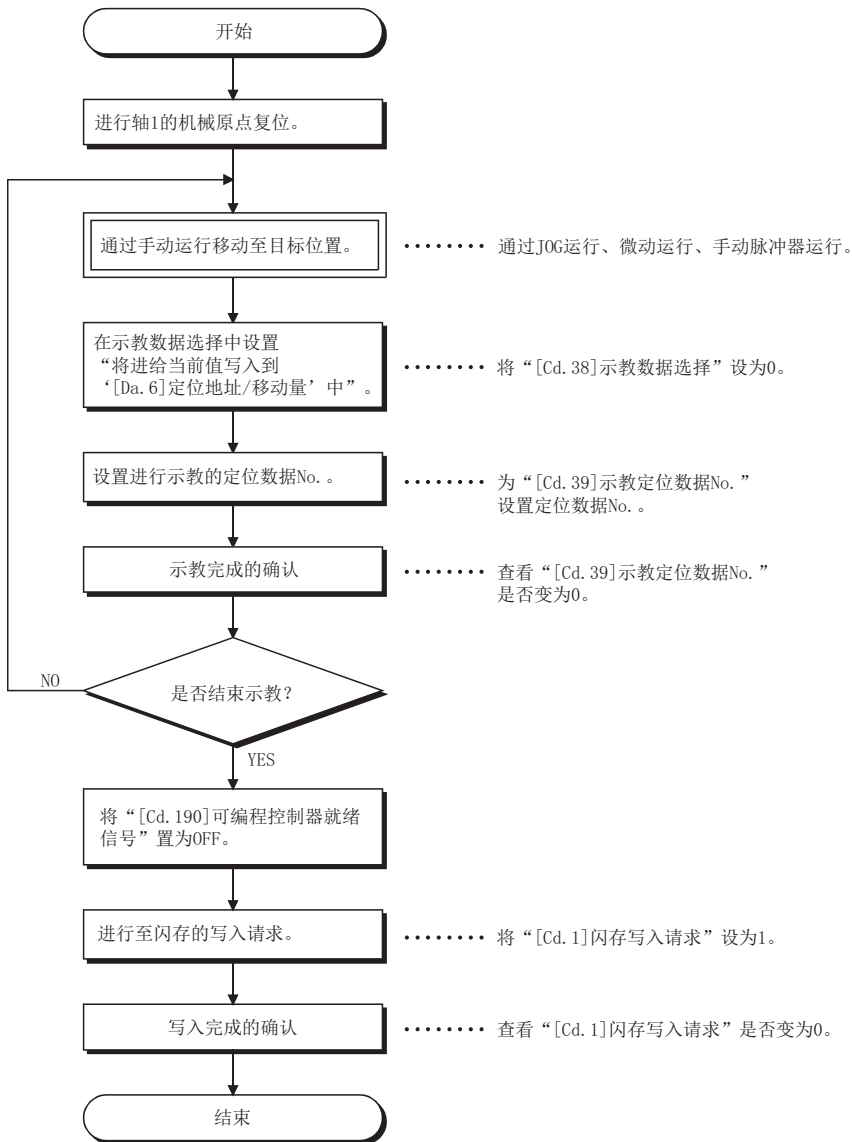 开始
进行轴1的机械原点复位。
通过手动运行移动至目标位置。
········ 通过JOG运行、微动运行、手动脉冲器运行。
在示教数据选择中设置
“将进给当前值写入到
‘[Da.6]定位地址/移动量’中”。
········ 将“[Cd.38]示教数据选择”设为0。
设置进行示教的定位数据No.。
········ 为“[Cd.39]示教定位数据No.”
设置定位数据No.。
示教完成的确认
········ 查看“[Cd.39]示教定位数据No.”
是否变为0。
NO
是否结束示教?
YES
将“[Cd.190]可编程控制器就绪
信号”置为OFF。
进行至闪存的写入请求。
········ 将“[Cd.1]闪存写入请求”设为1。
写入完成的确认
········ 查看“[Cd.1]闪存写入请求”是否变为0。
结束